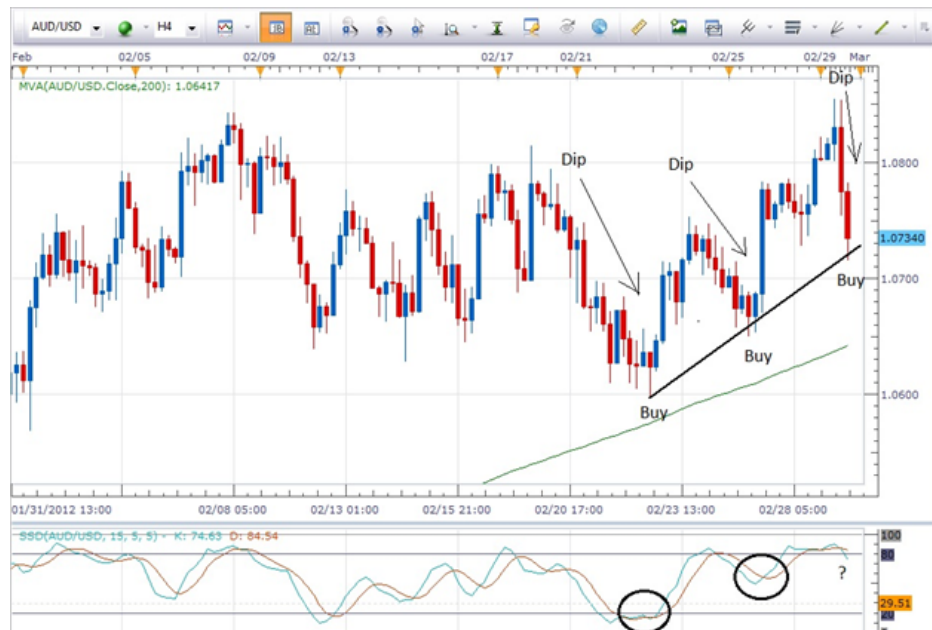 AUD/USD H4
Feb 02/05 02/09 02/13 02/17 02/21 02/25 02/29 Mar
MVA(AUD/USD.Close,200): 1.06417
Dip
Dip
Dip
1.0800
1.07340
1.0700
Buy
Buy
Buy
1.0600
01/31/2012 13:00 02/08 05:00 02/13 01:00 02/15 21:00 02/20 17:00 02/23 13:00 02/28 05:00
SSD(AUD/USD, 15, 5, 5) - K: 74.63 D: 84.54
100
80
?
29.51
20